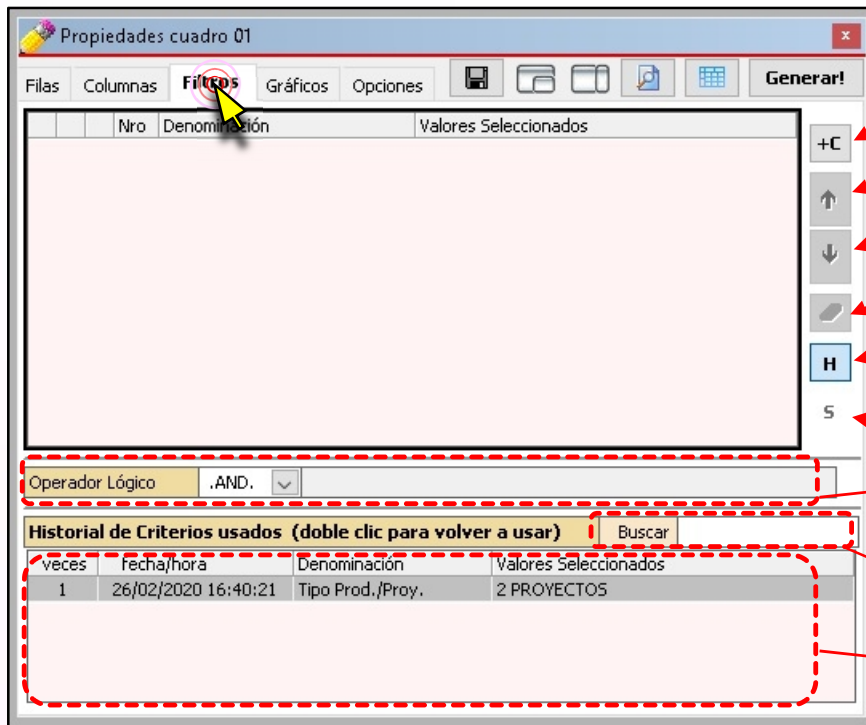 Propiedades cuadro 01
x
Filas Columnas Filtros Gráficos Opciones Generar!
Nro Denominación Valores Seleccionados
+C
H
S
Operador Lógico .AND.
Historial de Criterios usados (doble clic para volver a usar) Buscar
veces fecha/hora Denominación Valores Seleccionados
1 26/02/2020 16:40:21 Tipo Prod./Proy. 2 PROYECTOS